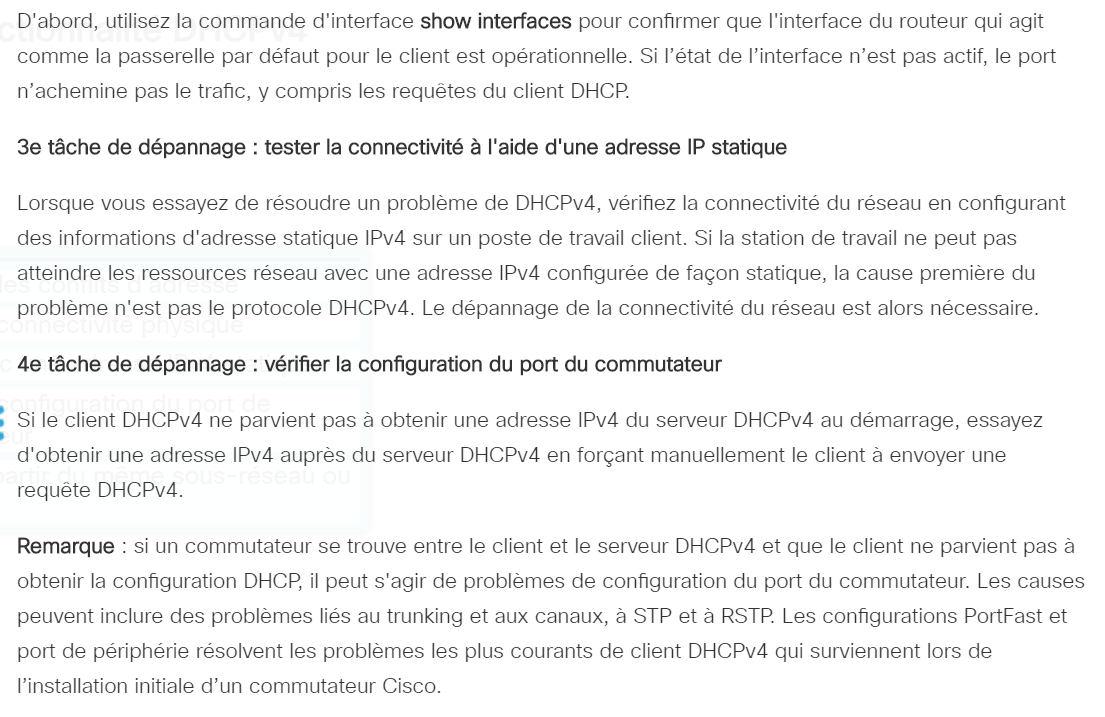 D'abord, utilisez la commande d'interface show interfaces pour confirmer que l'interface du routeur qui agit
comme la passerelle par défaut pour le client est opérationnelle. Si l’état de l’interface n’est pas actif, le port
n’achemine pas le trafic, y compris les requêtes du client DHCP.
3e tâche de dépannage : tester la connectivité à l'aide d'une adresse IP statique
Lorsque vous essayez de résoudre un problème de DHCPv4, vérifiez la connectivité du réseau en configurant
des informations d'adresse statique IPv4 sur un poste de travail client. Si la station de travail ne peut pas
atteindre les ressources réseau avec une adresse IPv4 configurée de façon statique, la cause première du
problème n'est pas le protocole DHCPv4. Le dépannage de la connectivité du réseau est alors nécessaire.
4e tâche de dépannage : vérifier la configuration du port du commutateur
Si le client DHCPv4 ne parvient pas à obtenir une adresse IPv4 du serveur DHCPv4 au démarrage, essayez
d'obtenir une adresse IPv4 auprès du serveur DHCPv4 en forçant manuellement le client à envoyer une
requête DHCPv4.
Remarque : si un commutateur se trouve entre le client et le serveur DHCPv4 et que le client ne parvient pas à
obtenir la configuration DHCP, il peut s'agir de problèmes de configuration du port du commutateur. Les causes
peuvent inclure des problèmes liés au trunking et aux canaux, à STP et à RSTP. Les configurations PortFast et
port de périphérie résolvent les problèmes les plus courants de client DHCPv4 qui surviennent lors de
l’installation initiale d’un commutateur Cisco.